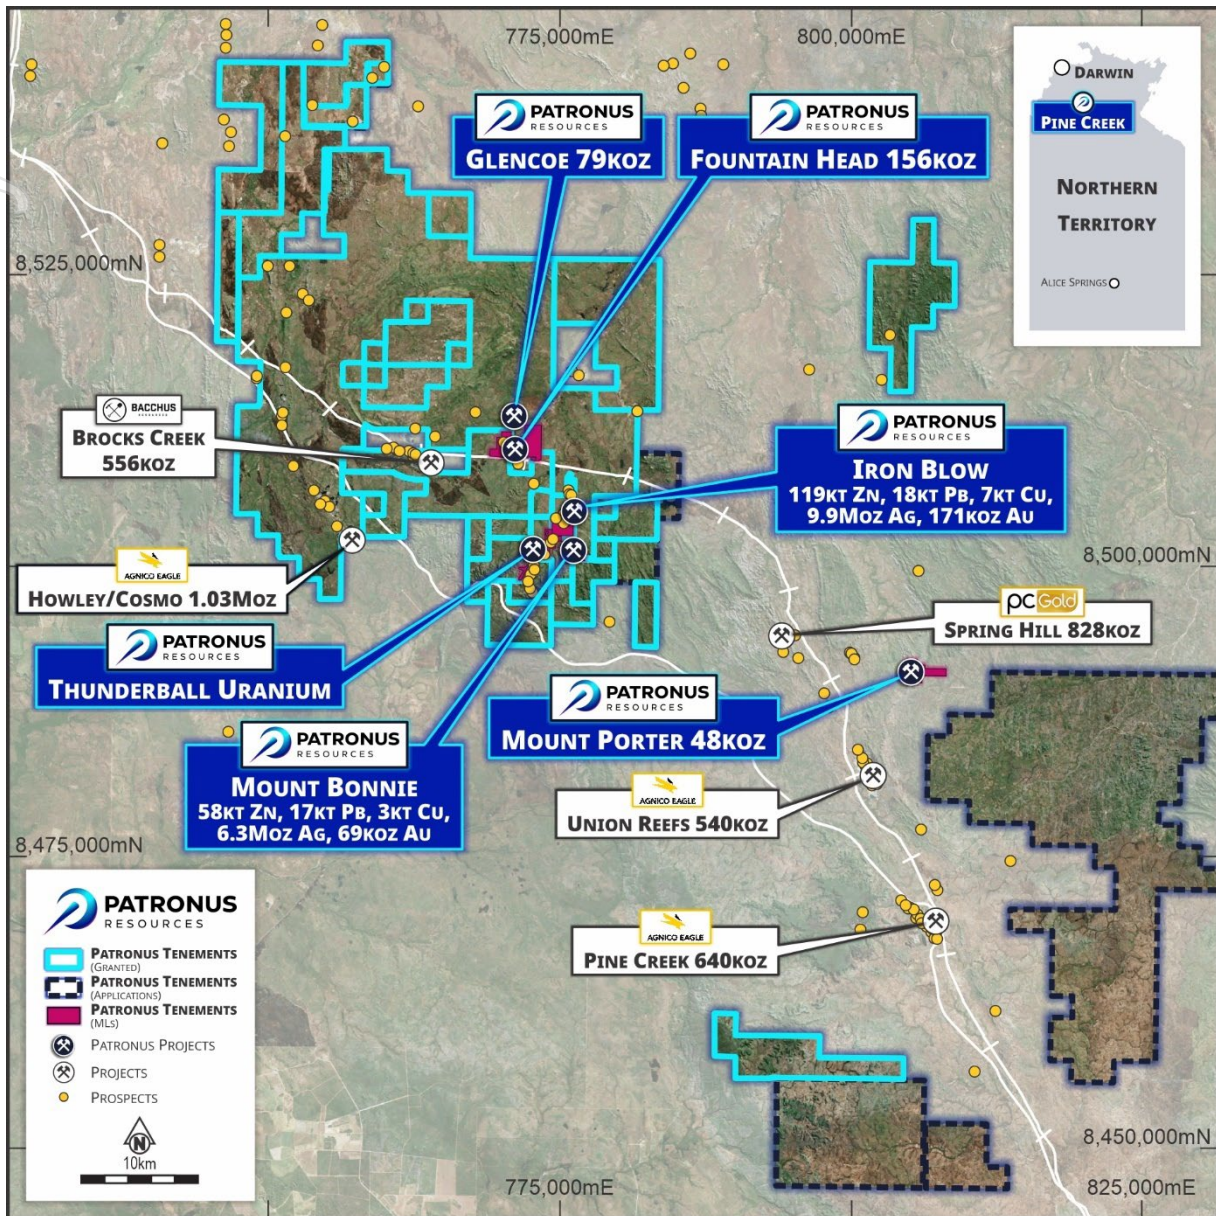 775,000mE
800,000mE
DARWIN
PINE CREEK
NORTHERN
TERRITORY
ALICE SPRINGS
PATRONUS
RESOURCES
GLENCOE 79KOZ
PATRONUS
RESOURCES
FOUNTAIN HEAD 156KOZ
8,525,000mN
BACCHUS
RESOURCES
BROCKS CREEK
556KOZ
PATRONUS
RESOURCES
IRON BLOW
119KT ZN, 18KT PB, 7KT CU,
9.9MOZ AG, 171KOZ AU
8,500,000mN
AGNICO EAGLE
HOWLEY/COSMO 1.03MOZ
pcGold
SPRING HILL 828KOZ
PATRONUS
RESOURCES
THUNDERBALL URANIUM
PATRONUS
RESOURCES
MOUNT PORTER 48KOZ
PATRONUS
RESOURCES
MOUNT BONNIE
58KT ZN, 17KT PB, 3KT CU,
6.3MOZ AG, 69KOZ AU
AGNICO EAGLE
UNION REEFS 540KOZ
8,475,000mN
AGNICO EAGLE
PINE CREEK 640KOZ
PATRONUS
RESOURCES
PATRONUS TENEMENTS
(GRANTED)
PATRONUS TENEMENTS
(APPLICATIONS)
PATRONUS TENEMENTS
(MLs)
PATRONUS PROJECTS
PROJECTS
PROSPECTS
N
10km
8,450,000mN
775,000mE
825,000mE